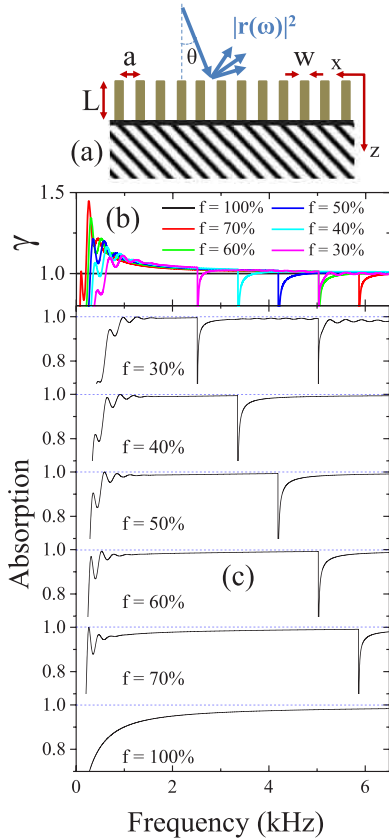 |r(ω)|²
θ
a
w
x
L
z
(a)
1.5
(b)
f = 100%
f = 50%
f = 70%
f = 40%
f = 60%
f = 30%
γ
1.0
1.0
0.8
f = 30%
1.0
0.8
f = 40%
1.0
0.8
f = 50%
1.0
(c)
0.8
f = 60%
1.0
0.8
f = 70%
1.0
0.8
f = 100%
Absorption
0 2 4 6
Frequency (kHz)